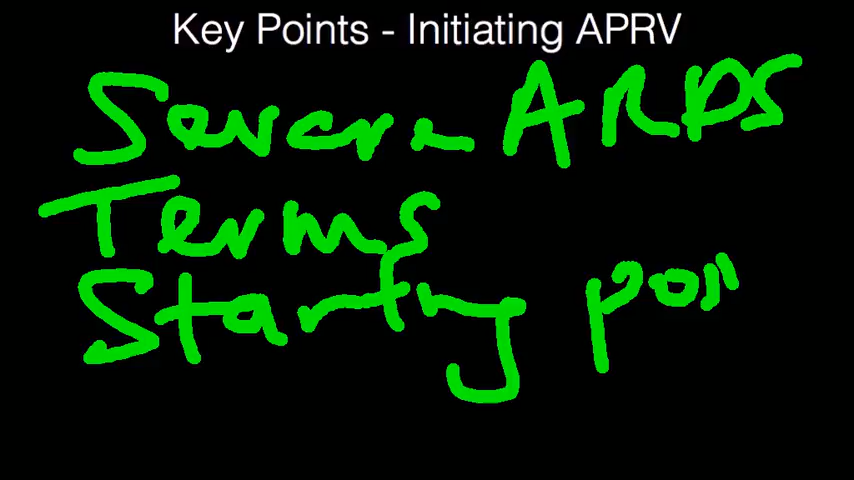 Key Points - Initiating APRV
Severe ARDS
Terms
Starting